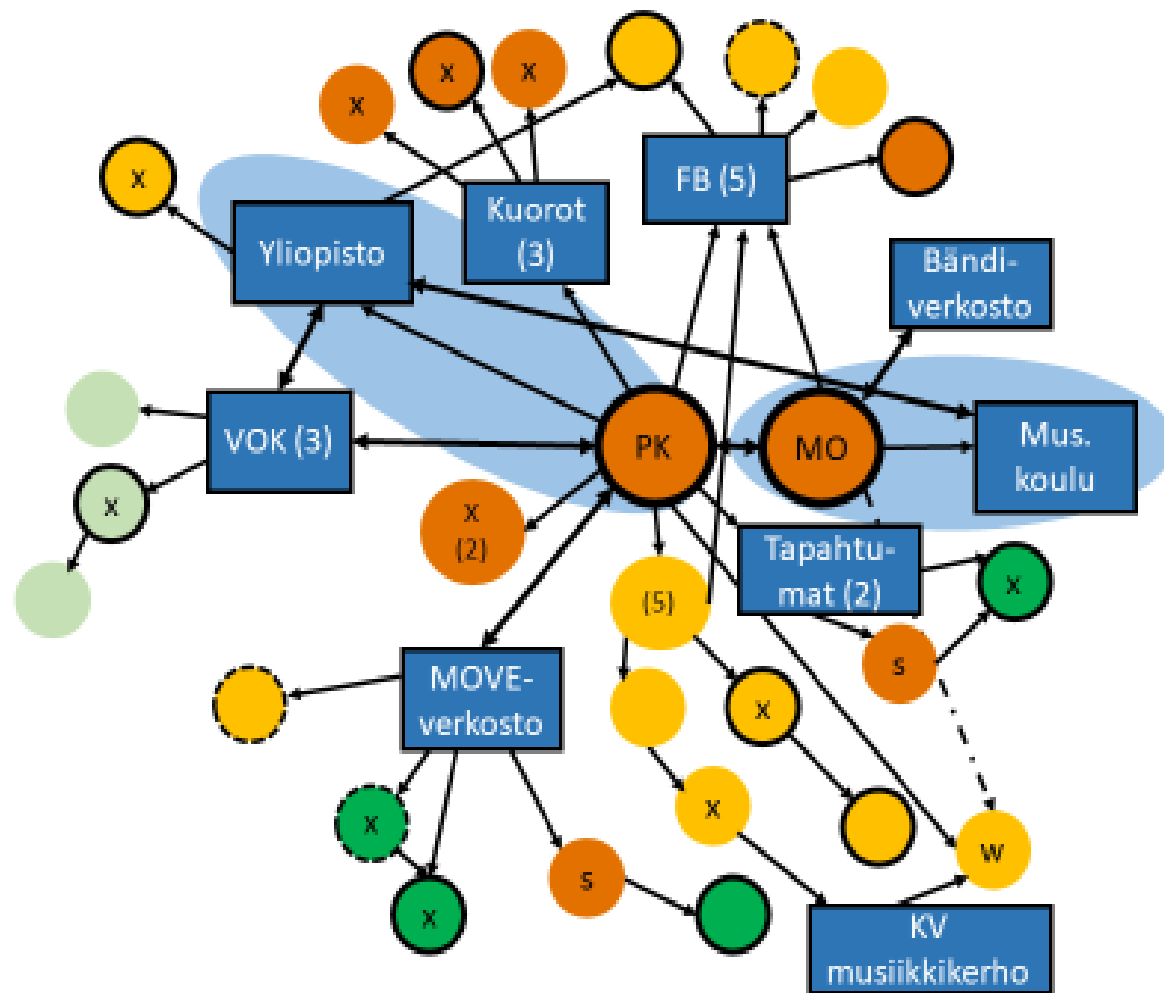 x
x
x
x
FB (5)
Kuorot
(3)
Yliopisto
Bändi-
verkosto
VOK (3)
PK
MO
Mus.
koulu
x
x
(2)
Tapahtu-
mat (2)
x
(5)
s
MOVE-
verkosto
x
x
x
w
s
x
KV
musiikkikerho